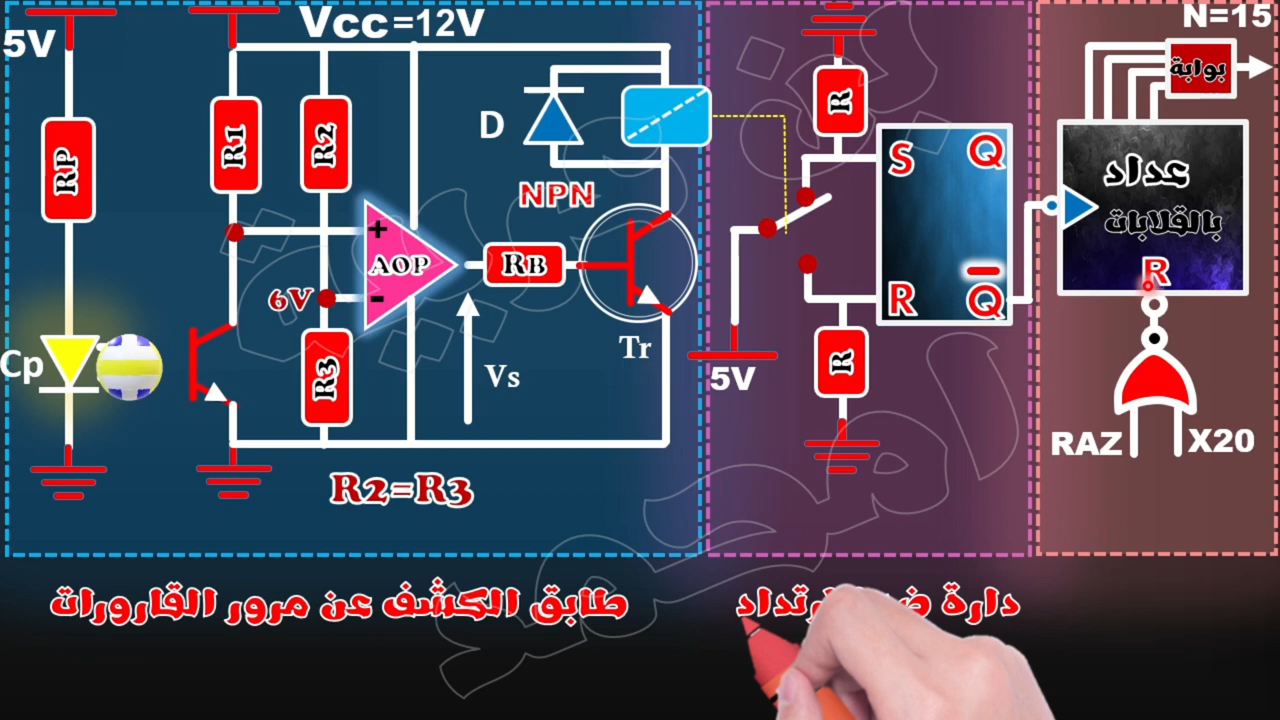 Vcc=12V
N=15
5V
بوابة
RP
R1
R2
D
R
S
Q
عداد
بالقلابات
NPN
+
AOP
-
RB
6V
R
Q
R
Cp
R3
Vs
Tr
R
5V
RAZ
X20
R2=R3
طابق الكشف عن مرور القارورات
دارة ضد